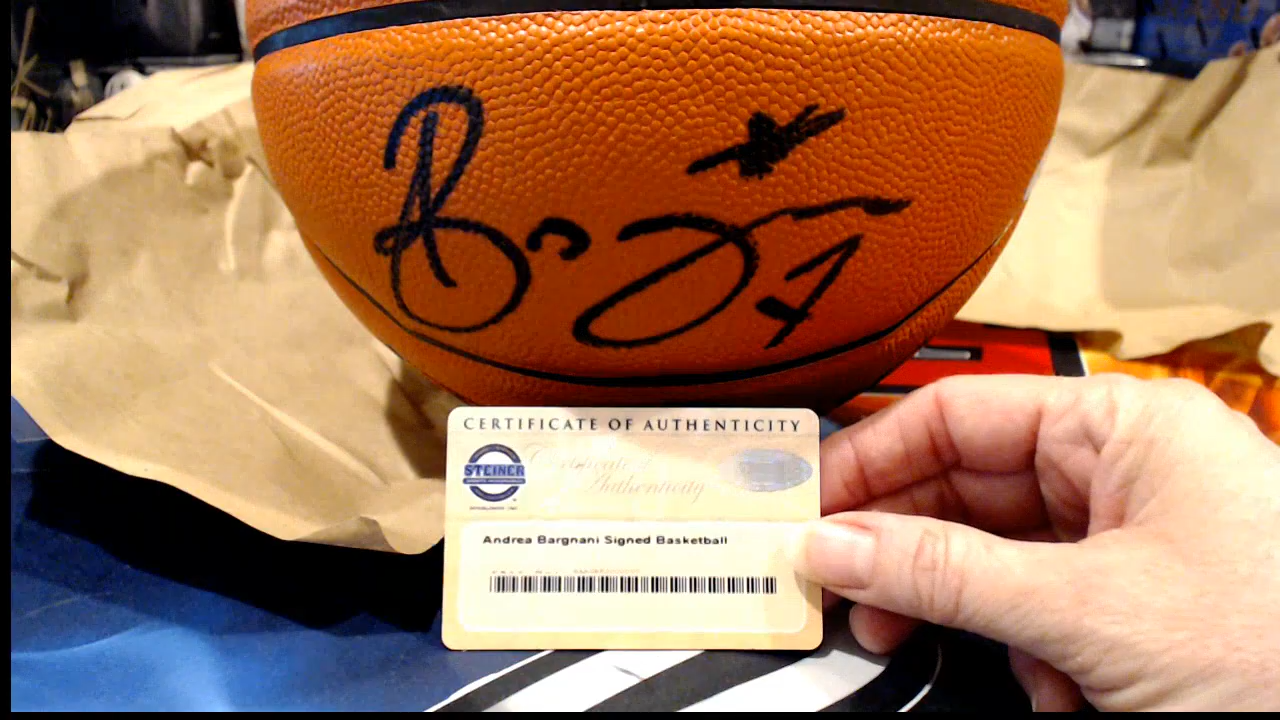 CERTIFICATE OF AUTHENTICITY
STEINER
Certificate of
Authenticity
Andrea Bargnani Signed Basketball